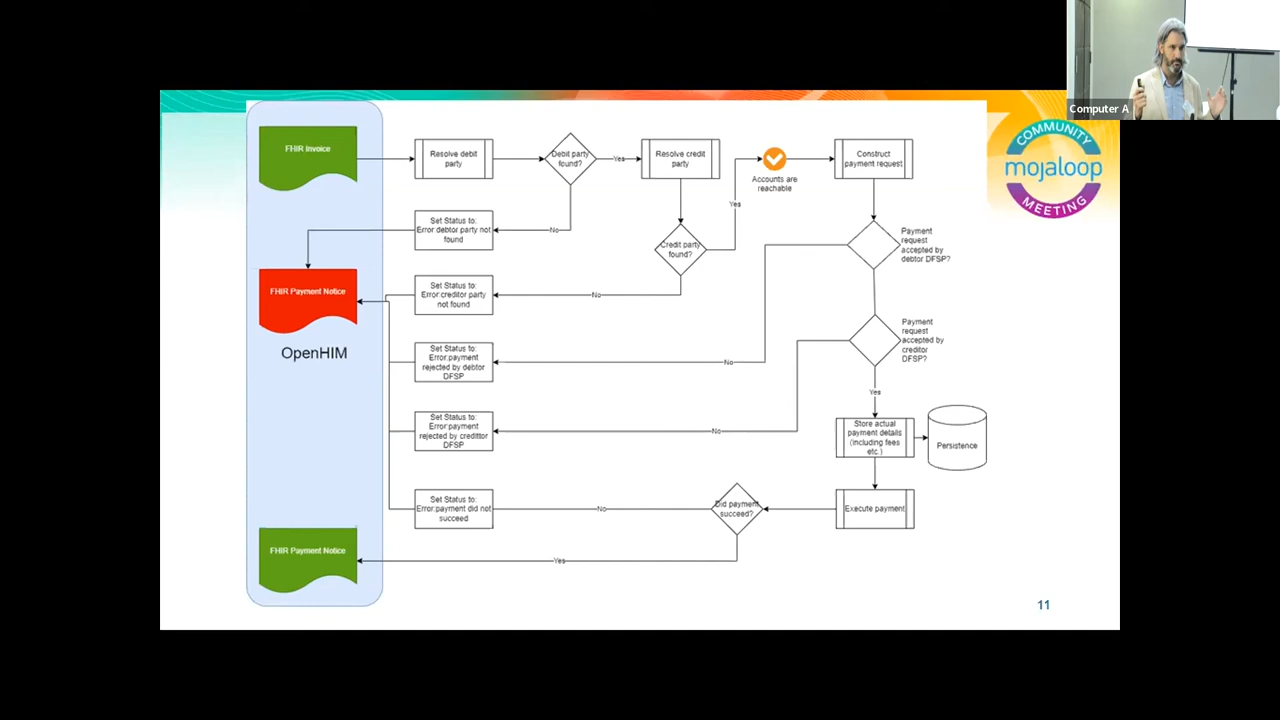 Computer A
COMMUNITY
mojaloop
MEETING
FHIR Invoice
Resolve debit
party
Debit party
found?
Yes
Resolve credit
party
Accounts are
reachable
Construct
payment request
Yes
Set Status to:
Error debtor party not
found
No
Credit party
found?
Payment
request
accepted by
debtor DFSP?
FHIR Payment Notice
Set Status to:
Error:creditor party
not found
No
OpenHIM
Set Status to:
Error:payment
rejected by debtor
DFSP
No
Payment
request
accepted by
creditor
DFSP?
Yes
Set Status to:
Error:payment
rejected by credittor
DFSP
No
Store actual
payment details
(including fees
etc.)
Persistence
Set Status to:
Error:payment did not
succeed
No
Did payment
succeed?
Execute payment
FHIR Payment Notice
Yes
11